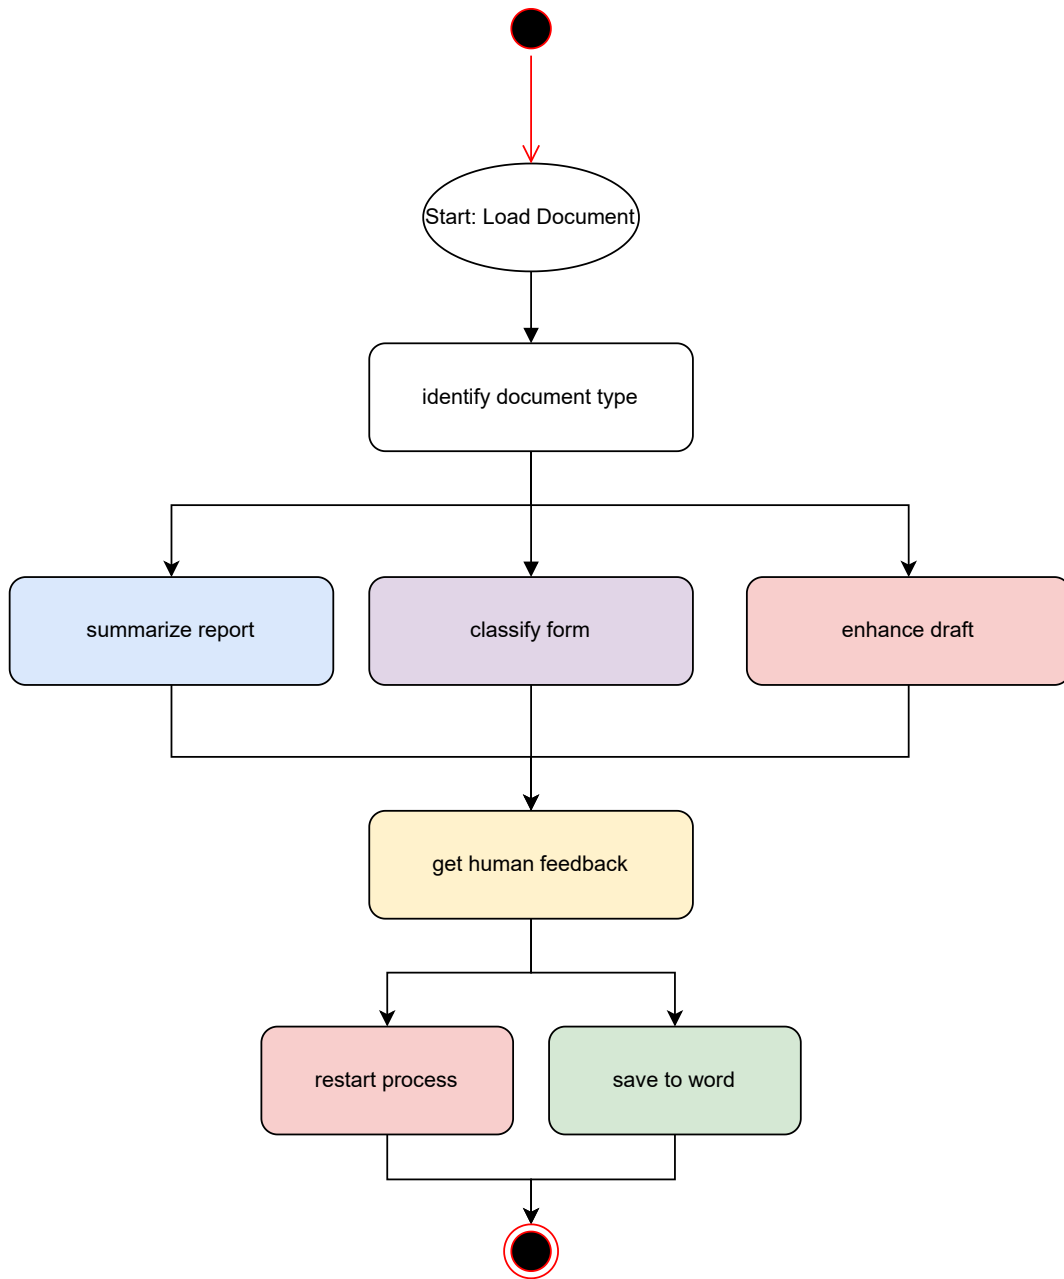 Start: Load Document
identify document type
summarize report
classify form
enhance draft
get human feedback
restart process
save to word